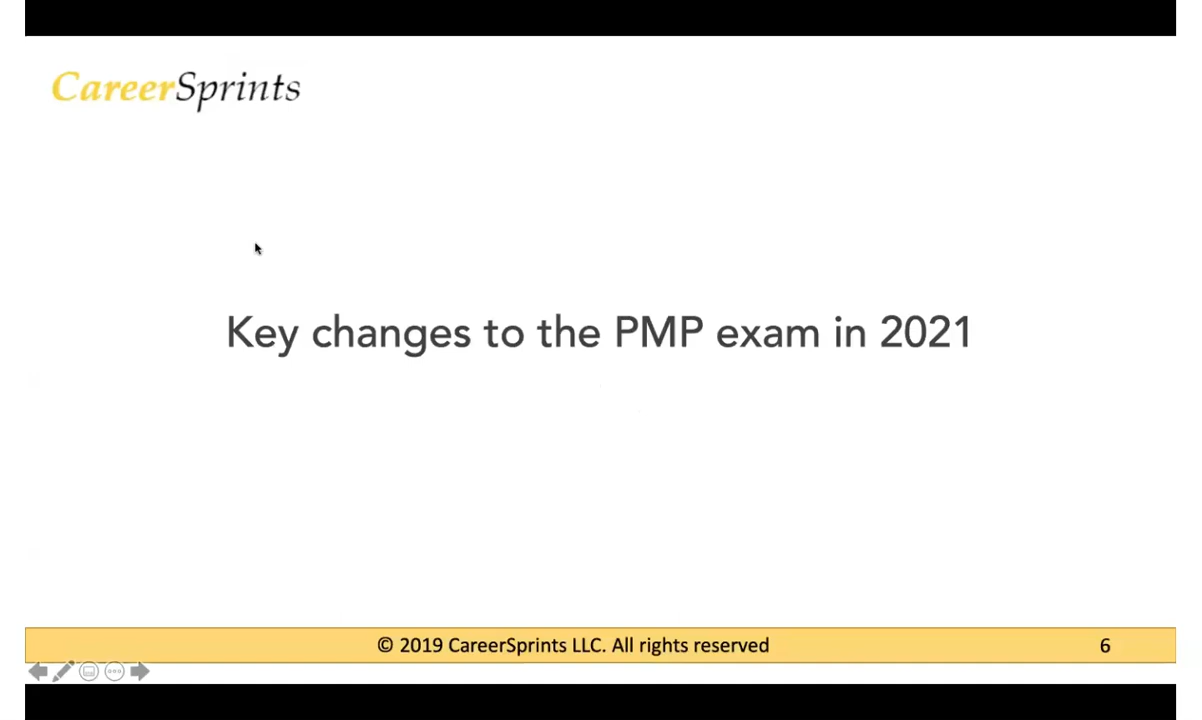 CareerSprints
Key changes to the PMP exam in 2021
© 2019 CareerSprints LLC. All rights reserved
6